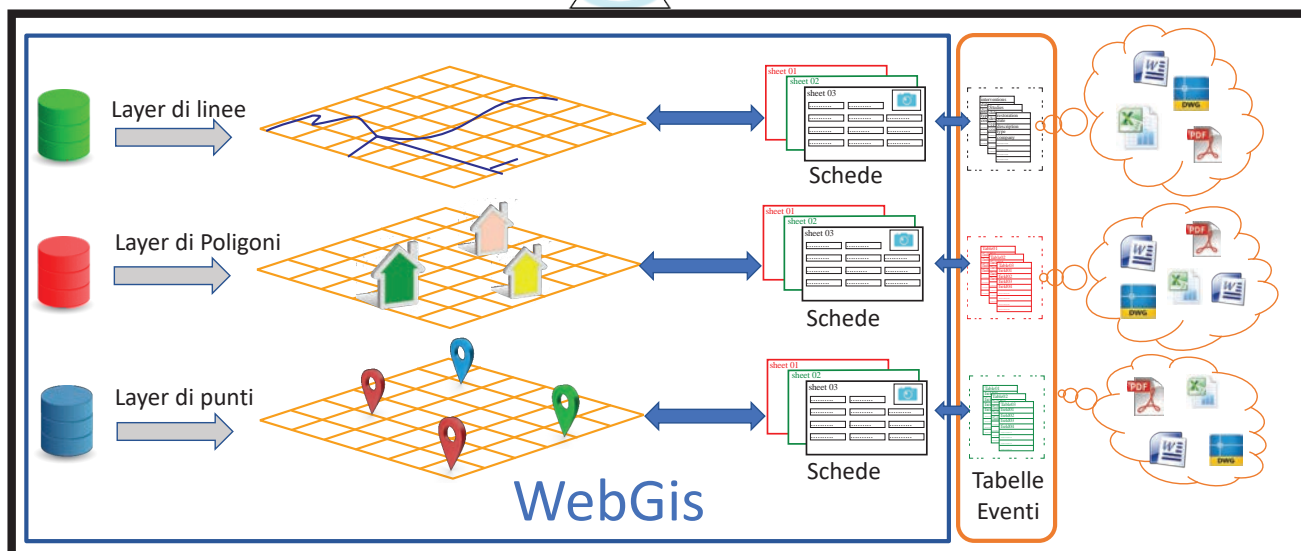 Layer di linee
sheet 01
sheet 02
sheet 03
Schede
DWG
PDF
Layer di Poligoni
sheet 01
sheet 02
sheet 03
Schede
PDF
DWG
Layer di punti
sheet 01
sheet 02
sheet 03
Schede
PDF
DWG
WebGis
Tabelle
Eventi